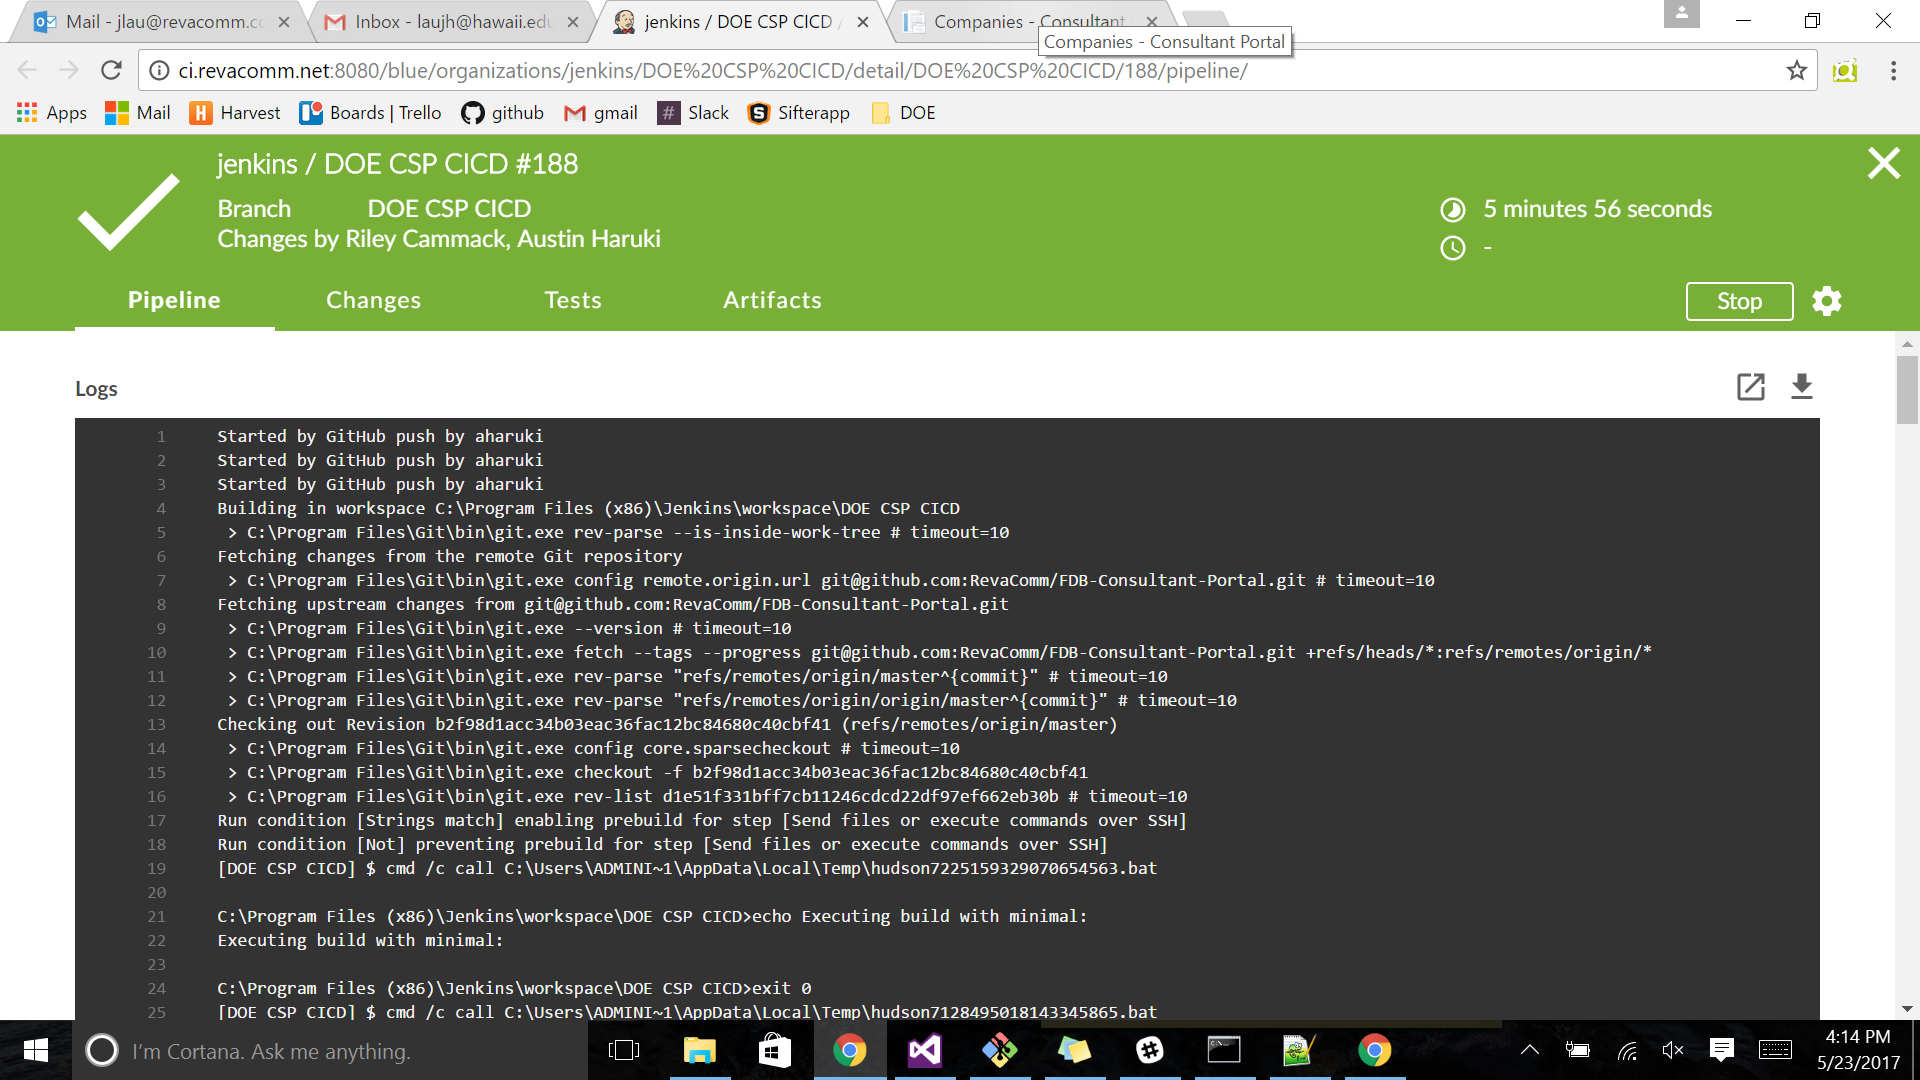 Mail - jlau@revacomm.co
Inbox - laujh@hawaii.edu
jenkins / DOE CSP CICD /
Companies - Consultant
Companies - Consultant Portal
ci.revacomm.net:8080/blue/organizations/jenkins/DOE%20CSP%20CICD/detail/DOE%20CSP%20CICD/188/pipeline/
Apps Mail Harvest Boards | Trello github gmail Slack Sifterapp DOE
jenkins / DOE CSP CICD #188
Branch DOE CSP CICD
5 minutes 56 seconds
Changes by Riley Cammack, Austin Haruki
-
Pipeline Changes Tests Artifacts
Stop
Logs
1 Started by GitHub push by aharuki
2 Started by GitHub push by aharuki
3 Started by GitHub push by aharuki
4 Building in workspace C:\Program Files (x86)\Jenkins\workspace\DOE CSP CICD
5 > C:\Program Files\Git\bin\git.exe rev-parse --is-inside-work-tree # timeout=10
6 Fetching changes from the remote Git repository
7 > C:\Program Files\Git\bin\git.exe config remote.origin.url git@github.com:RevaComm/FDB-Consultant-Portal.git # timeout=10
8 Fetching upstream changes from git@github.com:RevaComm/FDB-Consultant-Portal.git
9 > C:\Program Files\Git\bin\git.exe --version # timeout=10
10 > C:\Program Files\Git\bin\git.exe fetch --tags --progress git@github.com:RevaComm/FDB-Consultant-Portal.git +refs/heads/*:refs/remotes/origin/*
11 > C:\Program Files\Git\bin\git.exe rev-parse "refs/remotes/origin/master^{commit}" # timeout=10
12 > C:\Program Files\Git\bin\git.exe rev-parse "refs/remotes/origin/origin/master^{commit}" # timeout=10
13 Checking out Revision b2f98d1acc34b03eac36fac12bc84680c40cbf41 (refs/remotes/origin/master)
14 > C:\Program Files\Git\bin\git.exe config core.sparsecheckout # timeout=10
15 > C:\Program Files\Git\bin\git.exe checkout -f b2f98d1acc34b03eac36fac12bc84680c40cbf41
16 > C:\Program Files\Git\bin\git.exe rev-list d1e51f331bff7cb11246cdcd22df97ef662eb30b # timeout=10
17 Run condition [Strings match] enabling prebuild for step [Send files or execute commands over SSH]
18 Run condition [Not] preventing prebuild for step [Send files or execute commands over SSH]
19 [DOE CSP CICD] $ cmd /c call C:\Users\ADMINI~1\AppData\Local\Temp\hudson7225159329070654563.bat
20
21 C:\Program Files (x86)\Jenkins\workspace\DOE CSP CICD>echo Executing build with minimal:
22 Executing build with minimal:
23
24 C:\Program Files (x86)\Jenkins\workspace\DOE CSP CICD>exit 0
25 [DOE CSP CICD] $ cmd /c call C:\Users\ADMINI~1\AppData\Local\Temp\hudson7128495018143345865.bat
I'm Cortana. Ask me anything.
4:14 PM
5/23/2017